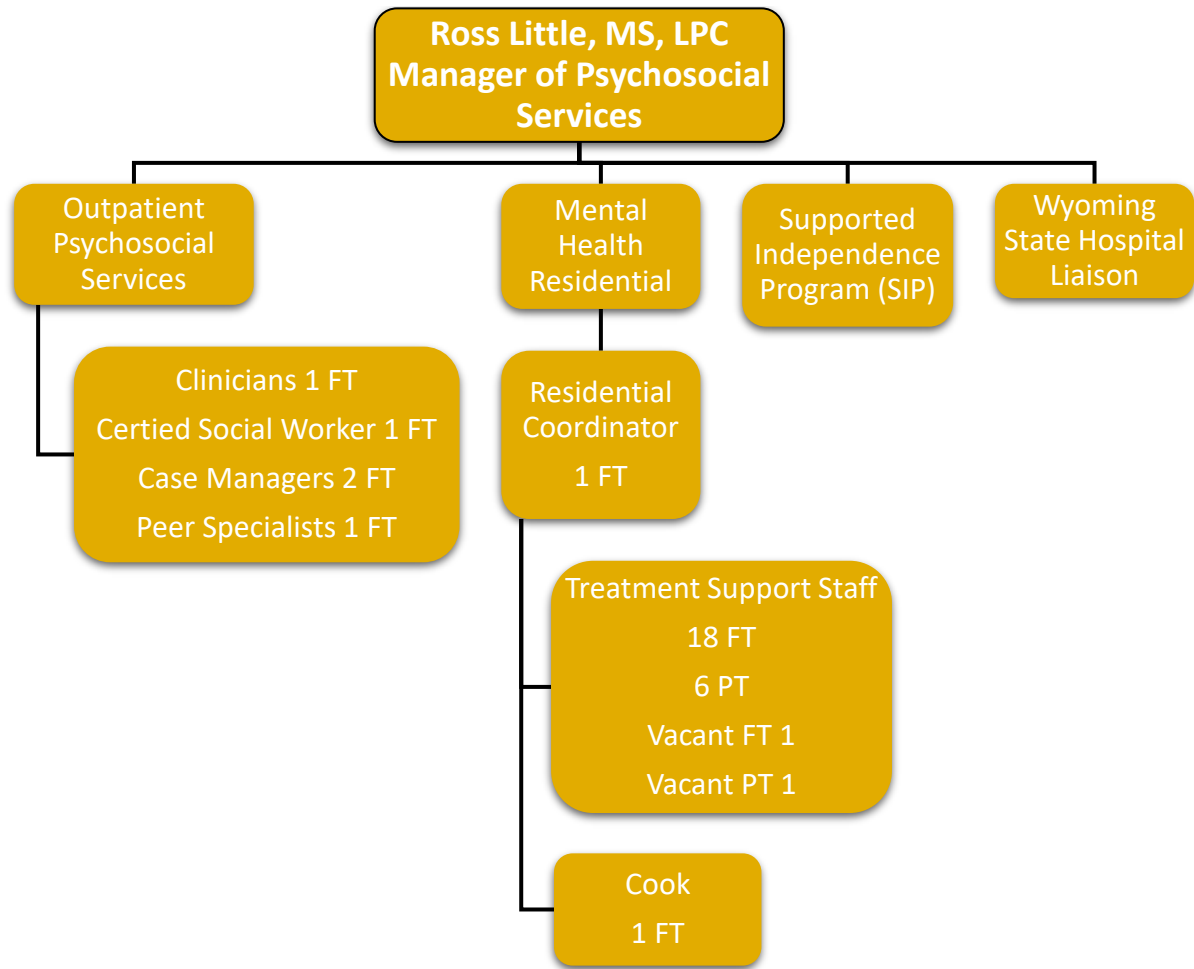 Ross Little, MS, LPC
Manager of Psychosocial
Services
Outpatient
Psychosocial
Services
Mental
Health
Residential
Supported
Independence
Program (SIP)
Wyoming
State Hospital
Liaison
Clinicians 1 FT
Certied Social Worker 1 FT
Case Managers 2 FT
Peer Specialists 1 FT
Residential
Coordinator
1 FT
Treatment Support Staff
18 FT
6 PT
Vacant FT 1
Vacant PT 1
Cook
1 FT